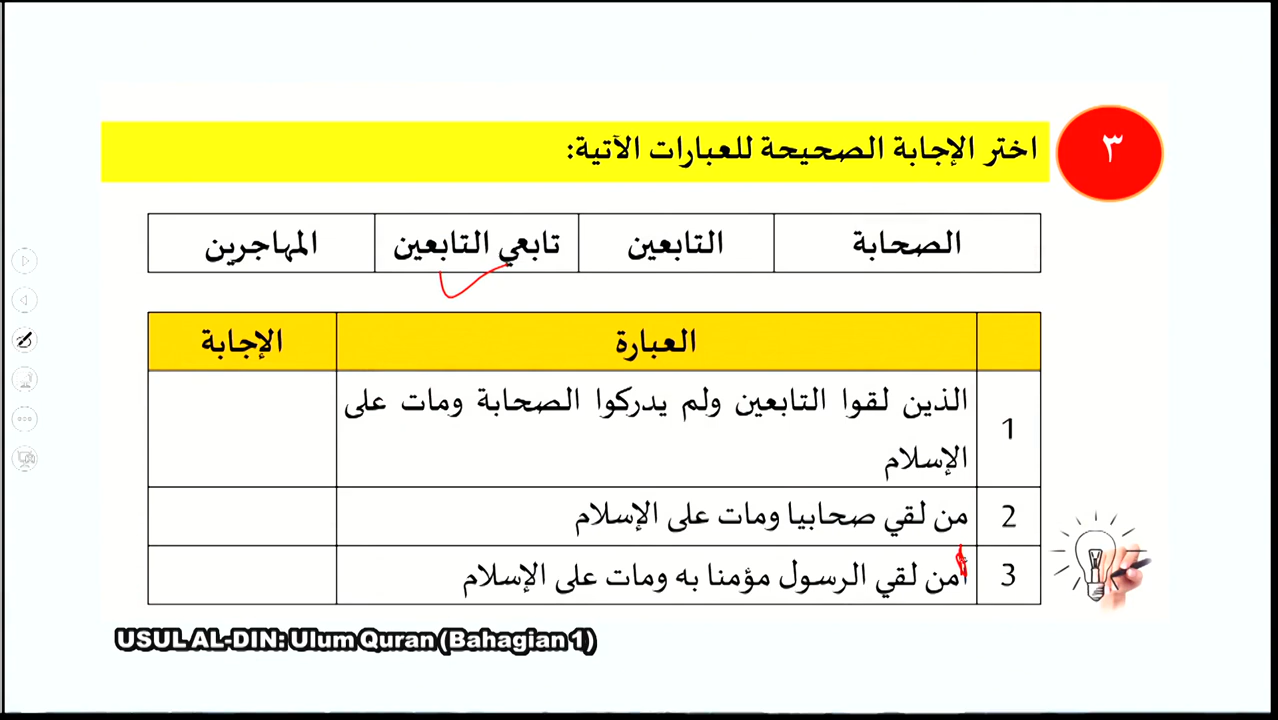 ٣
اختر الإجابة الصحيحة للعبارات الآتية:
الصحابة التابعين تابعي التابعين المهاجرين
العبارة الإجابة
1 الذين لقوا التابعين ولم يدركوا الصحابة ومات على
الإسلام
2 من لقي صحابيا ومات على الإسلام
3 أمن لقي الرسول مؤمنا به ومات على الإسلام
USUL AL-DIN: Ulum Quran (Bahagian 1)